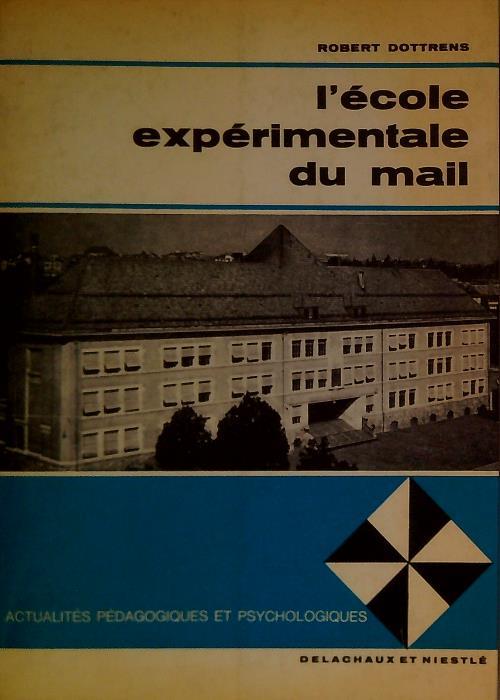 ROBERT DOTTRENS
l'école
expérimentale
du mail
ACTUALITÉS PÉDAGOGIQUES ET PSYCHOLOGIQUES
DELACHAUX ET NIESTLÉ